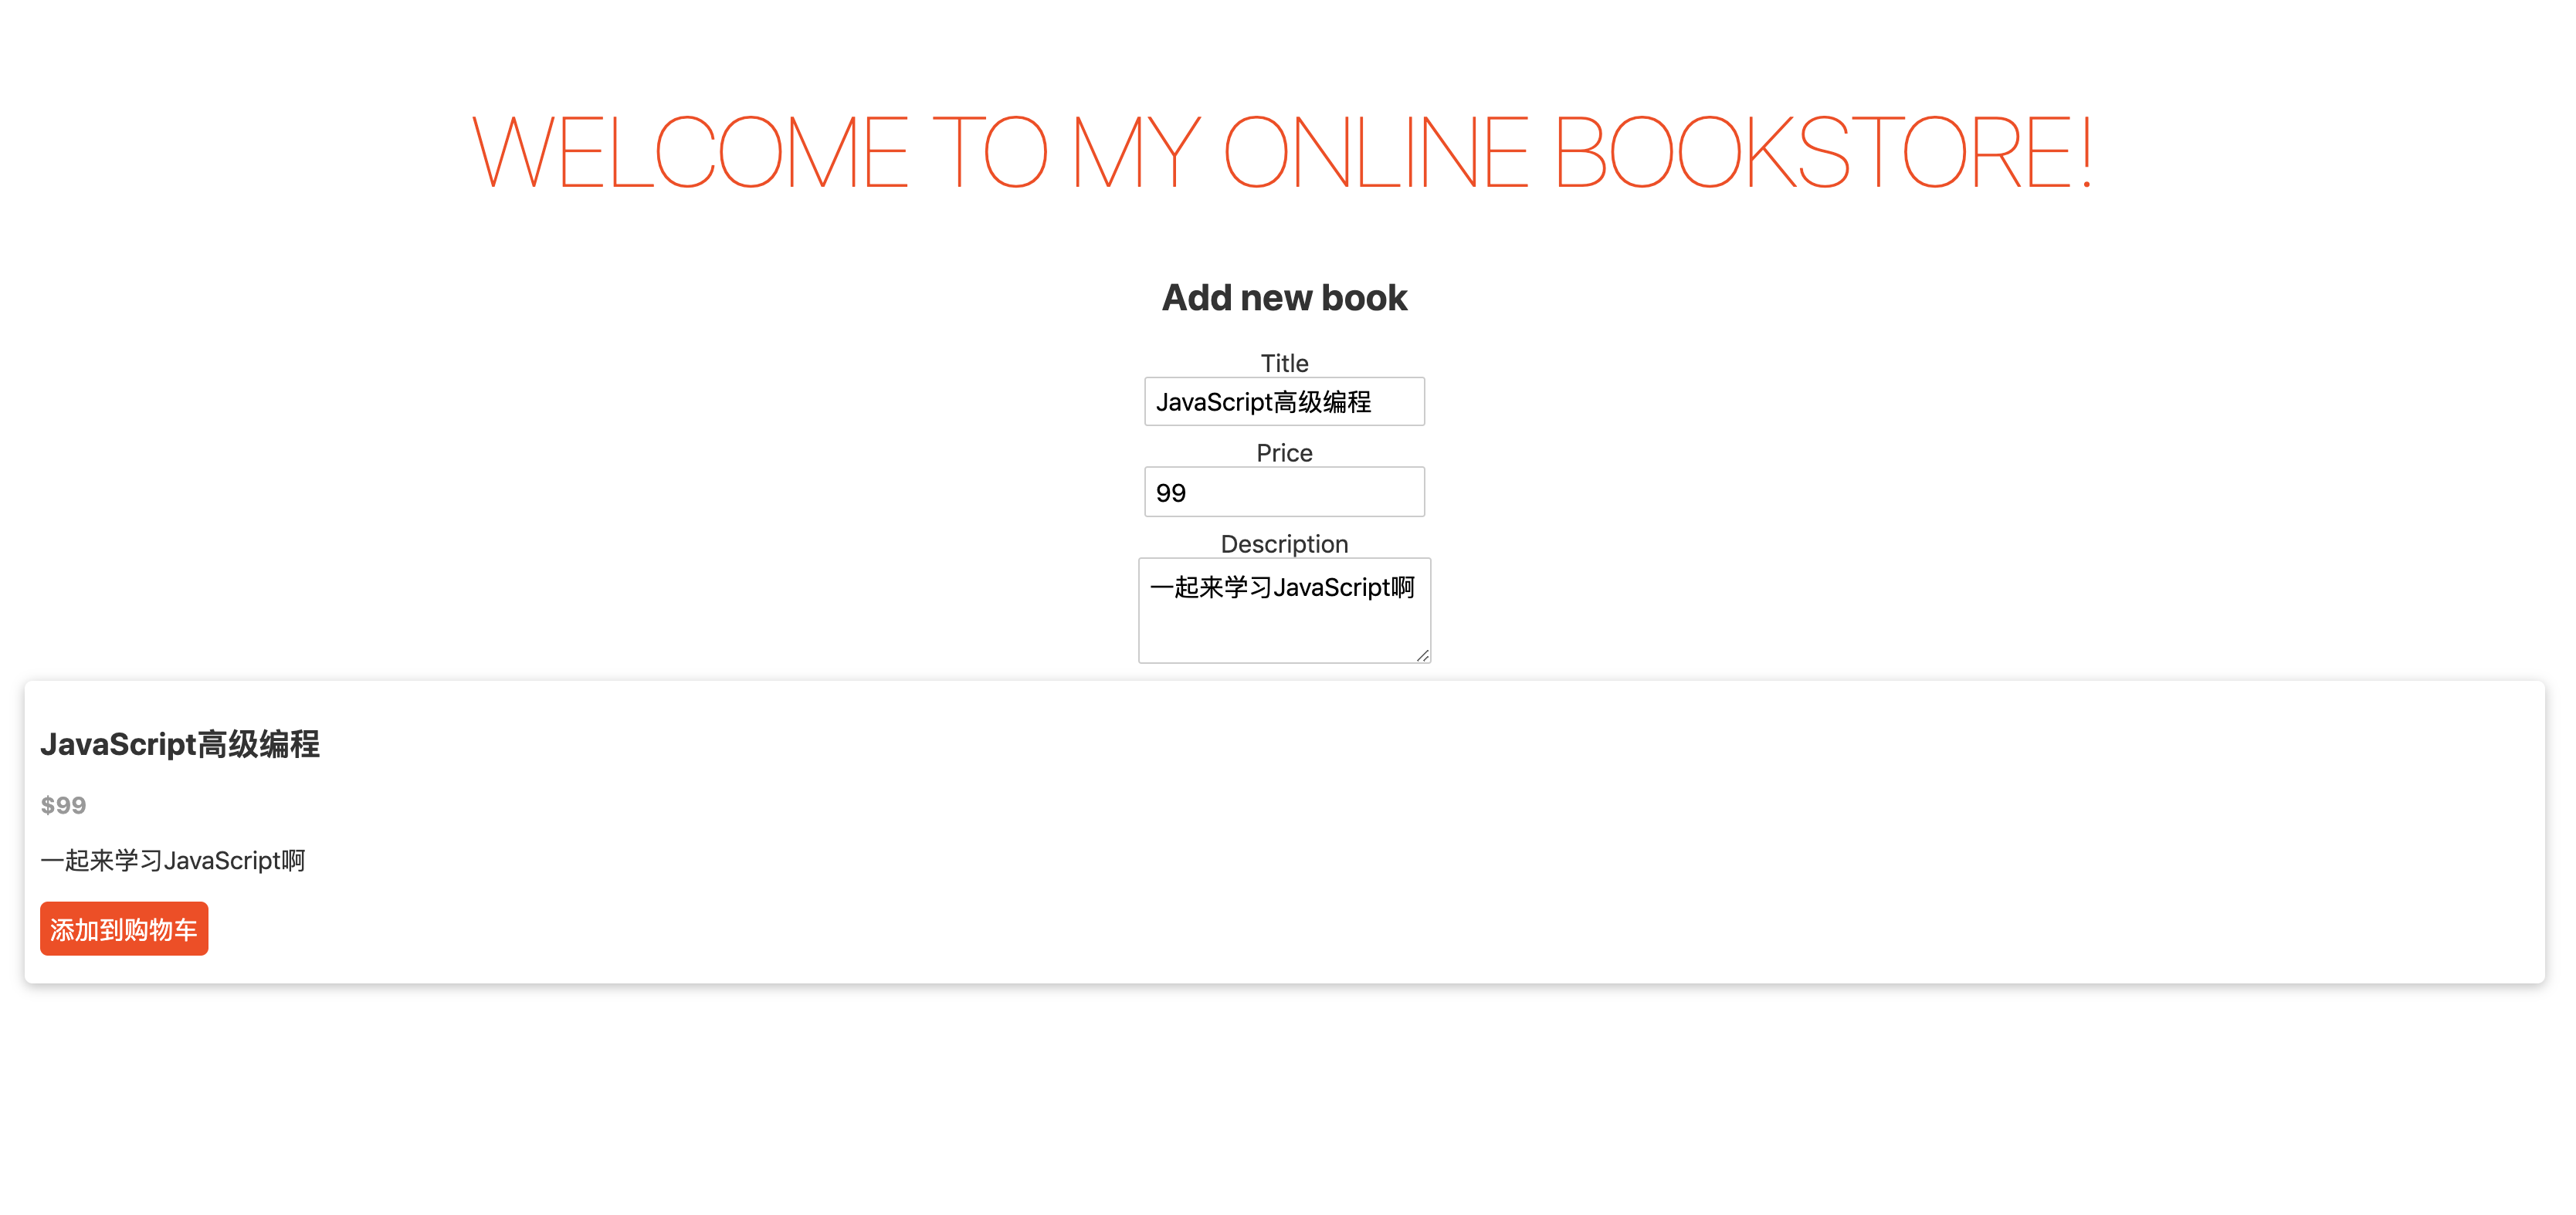 WELCOME TO MY ONLINE BOOKSTORE!
Add new book
Title
JavaScript高级编程
Price
99
Description
一起来学习JavaScript啊
JavaScript高级编程
$99
一起来学习JavaScript啊
添加到购物车